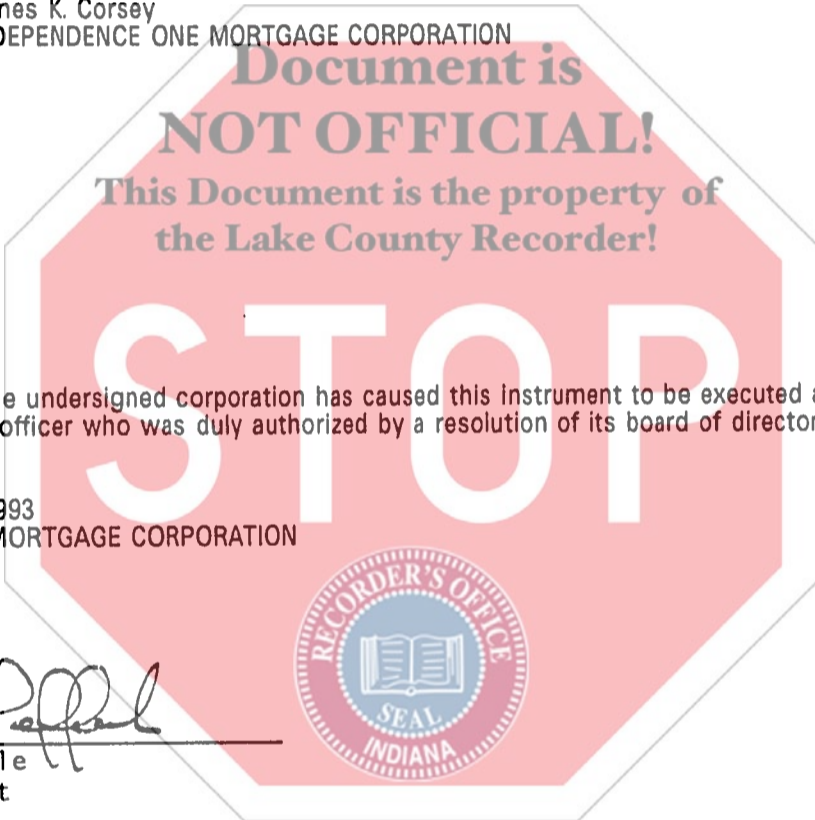 nes K. Corsey
DEPENDENCE ONE MORTGAGE CORPORATION
Document is
NOT OFFICIAL!
This Document is the property of
the Lake County Recorder!
STOP
e undersigned corporation has caused this instrument to be executed a
officer who was duly authorized by a resolution of its board of director
993
MORTGAGE CORPORATION
RECORDER'S OFFICE
SEAL
INDIANA
le
t